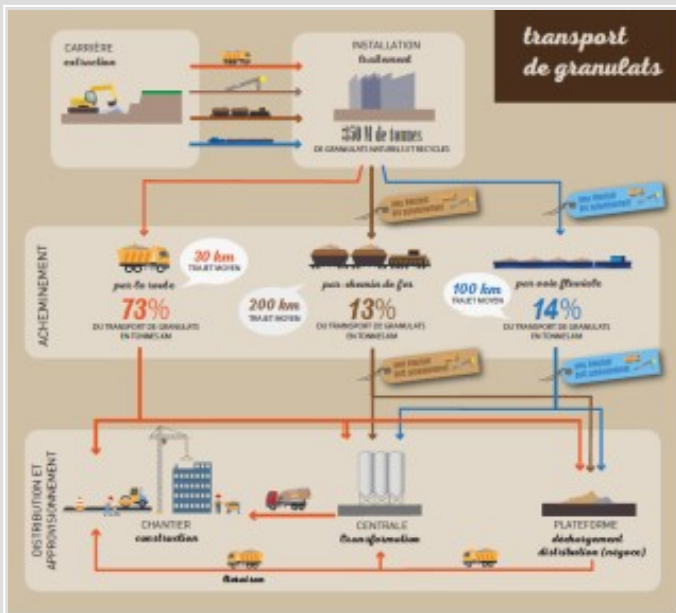 transport
de granulats
CARRIÈRE
extraction
INSTALLATION
traitement
350 M de tonnes
DE GRANULATS NATURELS ET RECYCLÉS
ACHEMINEMENT
30 km
TRAJET MOYEN
par la route
73%
DU TRANSPORT DE GRANULATS
EN TONNES.KM
200 km
TRAJET MOYEN
par chemin de fer
13%
DU TRANSPORT DE GRANULATS
EN TONNES.KM
100 km
TRAJET MOYEN
par voie fluviale
14%
DU TRANSPORT DE GRANULATS
EN TONNES.KM
DISTRIBUTION ET
APPROVISIONNEMENT
CHANTIER
construction
CENTRALE
transformation
PLATEFORME
déchargement
distribution (négoce)
livraison